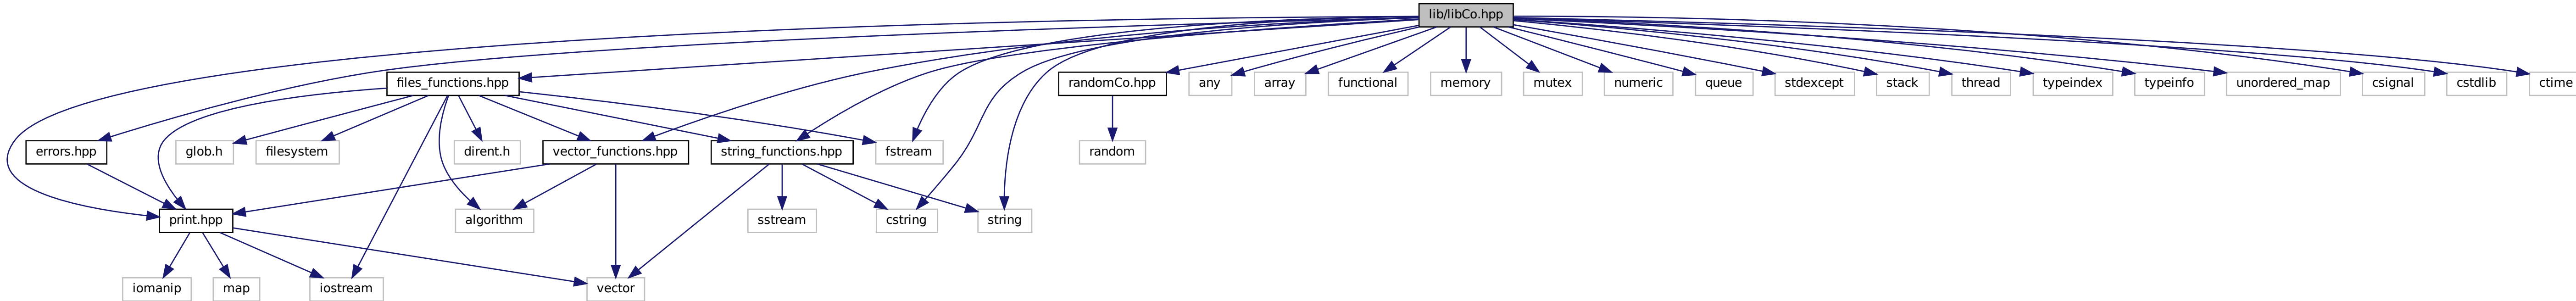 lib/libCo.hpp
files_functions.hpp
randomCo.hpp
any
array
functional
memory
mutex
numeric
queue
stdexcept
stack
thread
typeindex
typeinfo
unordered_map
csignal
cstdlib
ctime
errors.hpp
glob.h
filesystem
dirent.h
vector_functions.hpp
string_functions.hpp
fstream
random
print.hpp
algorithm
sstream
cstring
string
iomanip
map
iostream
vector